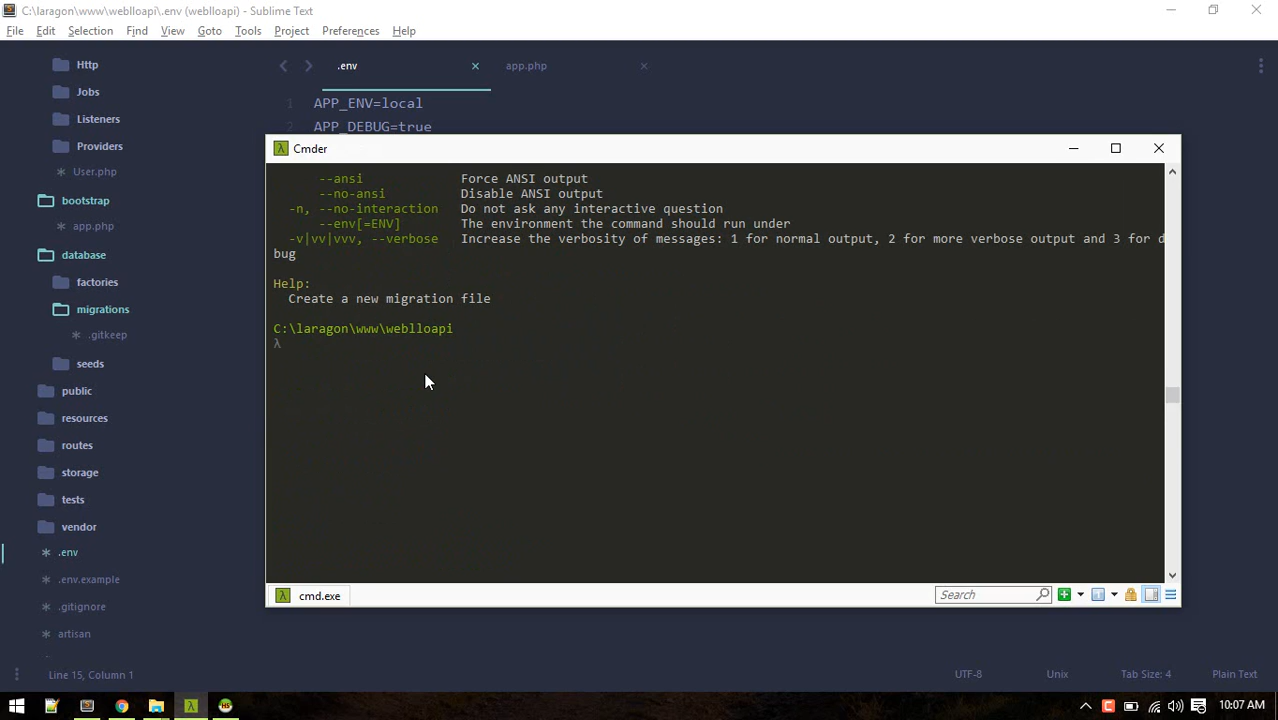 C:\laragon\www\weblloapi\.env (weblloapi) - Sublime Text
File Edit Selection Find View Goto Tools Project Preferences Help
Http
Jobs
Listeners
Providers
User.php
bootstrap
app.php
database
factories
migrations
.gitkeep
seeds
public
resources
routes
storage
tests
vendor
.env
.env.example
.gitignore
artisan
.env
app.php
1 APP_ENV=local
2 APP_DEBUG=true
Cmder
--ansi Force ANSI output
--no-ansi Disable ANSI output
-n, --no-interaction Do not ask any interactive question
--env[=ENV] The environment the command should run under
-v|vv|vvv, --verbose Increase the verbosity of messages: 1 for normal output, 2 for more verbose output and 3 for d
bug
Help:
Create a new migration file
C:\laragon\www\weblloapi
λ
cmd.exe
Search
Line 15, Column 1
UTF-8
Unix
Tab Size: 4
Plain Text
10:07 AM